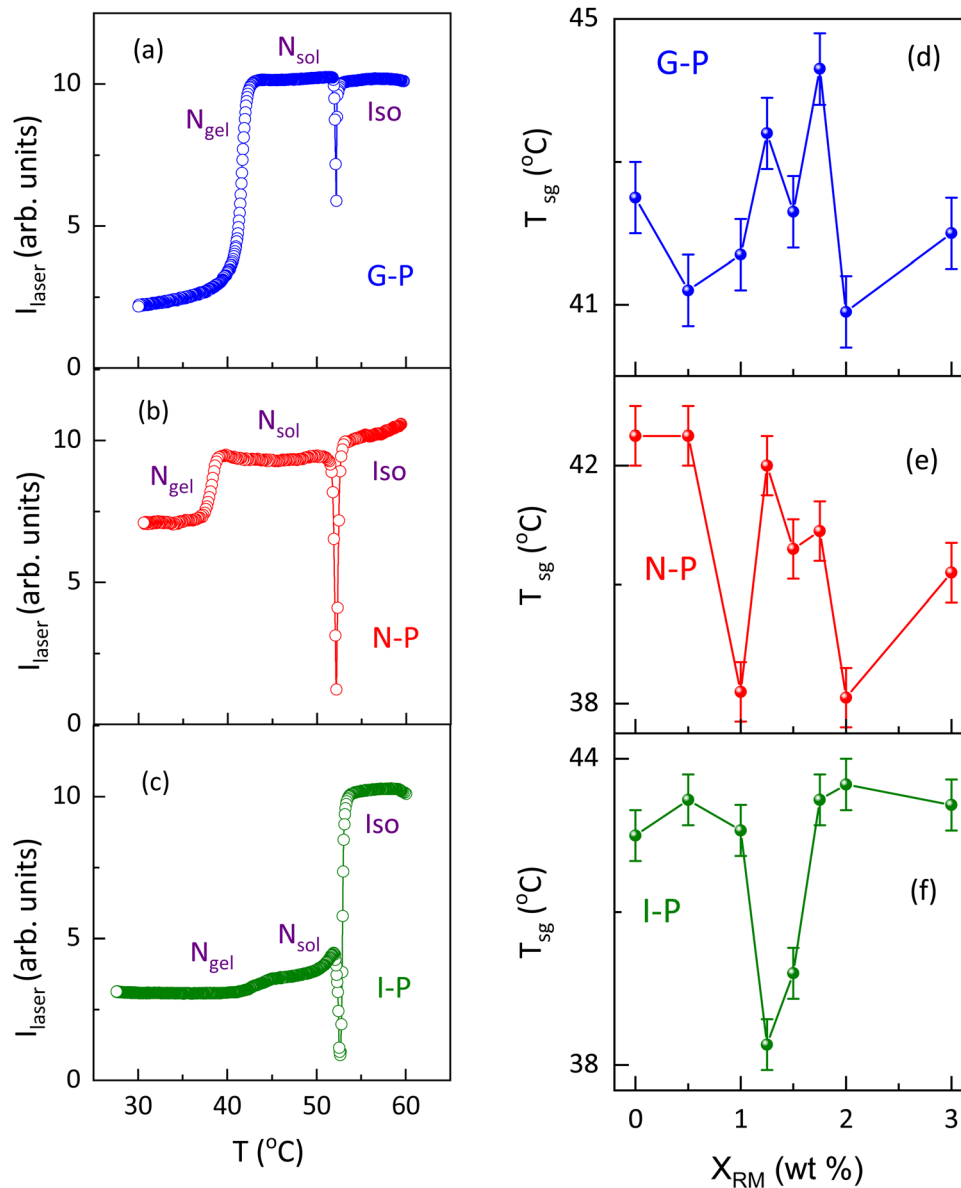 (a)
N_sol
N_gel
Iso
G-P
I_laser (arb. units)
10
5
0
(b)
N_sol
N_gel
Iso
N-P
I_laser (arb. units)
10
5
0
(c)
Iso
N_sol
N_gel
I-P
I_laser (arb. units)
10
5
0
30 40 50 60
T (°C)
45
G-P
(d)
T_sg (°C)
41
42
(e)
N-P
T_sg (°C)
38
44
(f)
I-P
T_sg (°C)
38
0 1 2 3
X_RM (wt %)